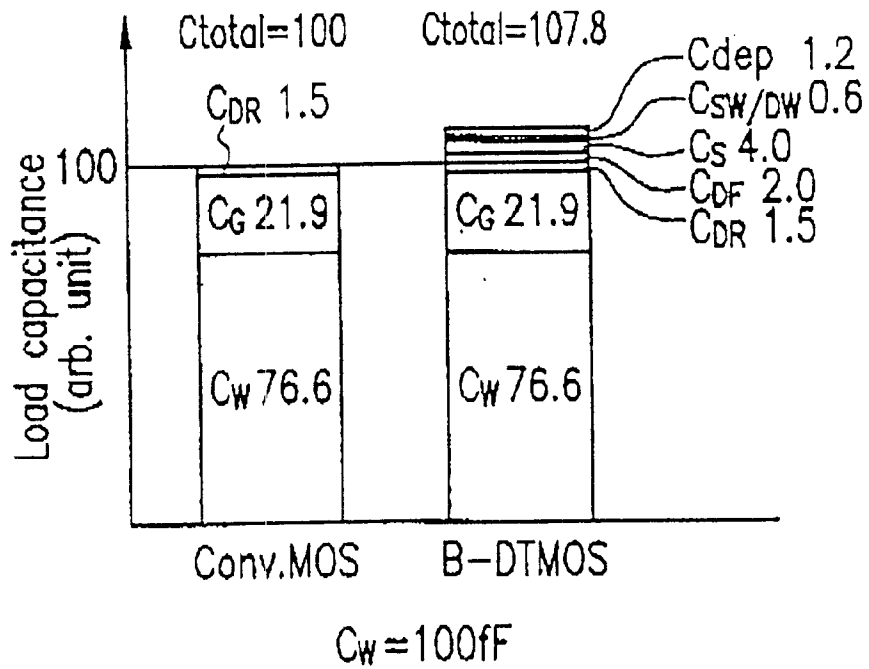 Ctotal=100
Ctotal=107.8
CDR 1.5
Cdep 1.2
CSW/DW 0.6
CS 4.0
CDF 2.0
CDR 1.5
Load capacitance
(arb. unit)
100
CG 21.9
CG 21.9
CW 76.6
CW 76.6
Conv.MOS
B-DTMOS
CW=100fF